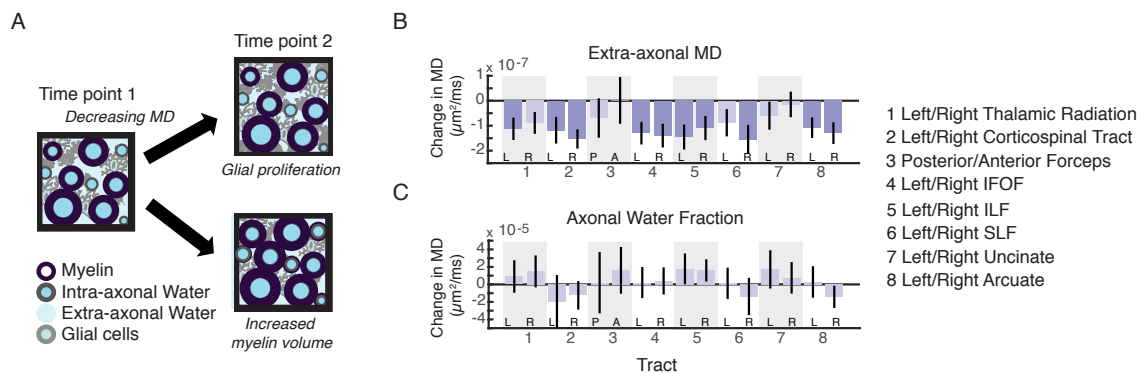 A
Time point 1
Decreasing MD
Time point 2
Glial proliferation
Increased
myelin volume
Myelin
Intra-axonal Water
Extra-axonal Water
Glial cells
B
Extra-axonal MD
x 10-7
Change in MD
(µm²/ms)
0
-1
-2
L R L R P A L R L R L R L R L R
1 2 3 4 5 6 7 8
C
Axonal Water Fraction
x 10-5
Change in MD
(µm²/ms)
4
2
0
-5
L R L R P A L R L R L R L R L R
1 2 3 4 5 6 7 8
Tract
1 Left/Right Thalamic Radiation
2 Left/Right Corticospinal Tract
3 Posterior/Anterior Forceps
4 Left/Right IFOF
5 Left/Right ILF
6 Left/Right SLF
7 Left/Right Uncinate
8 Left/Right Arcuate